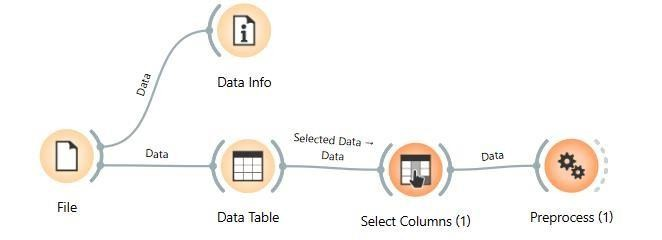 Data Info
Data
Data
Selected Data →
Data
Data
File
Data Table
Select Columns (1)
Preprocess (1)